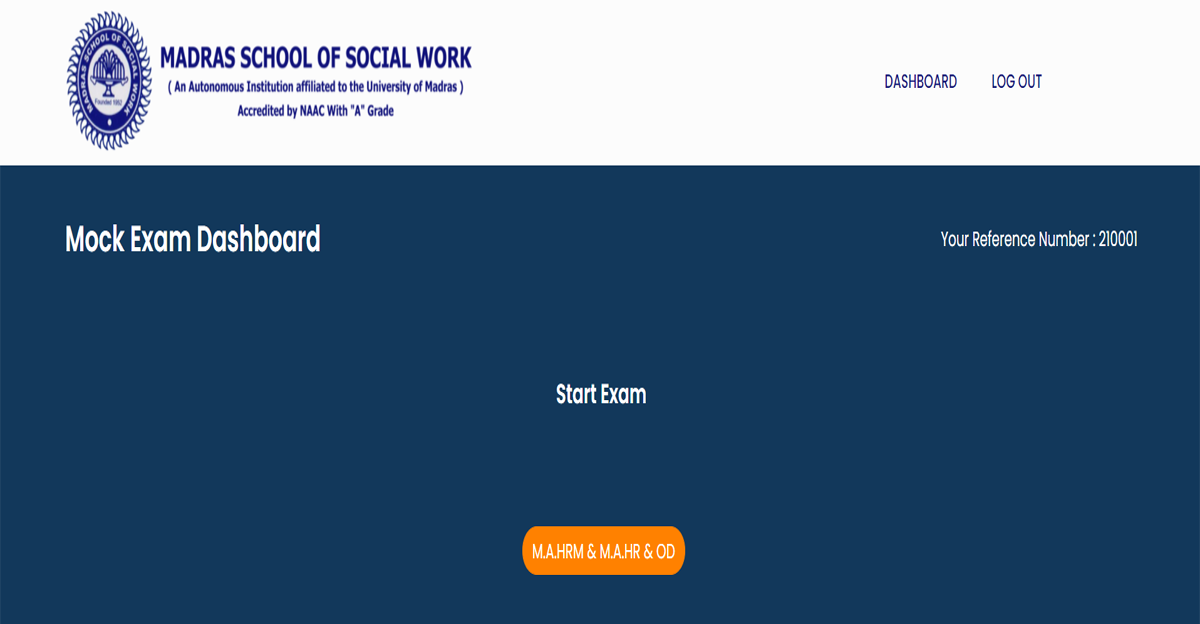 MADRAS SCHOOL OF SOCIAL WORK
Founded 1952
MADRAS SCHOOL OF SOCIAL WORK
( An Autonomous Institution affiliated to the University of Madras )
Accredited by NAAC With "A" Grade
DASHBOARD LOG OUT
Mock Exam Dashboard
Your Reference Number : 210001
Start Exam
M.A.HRM & M.A.HR & OD